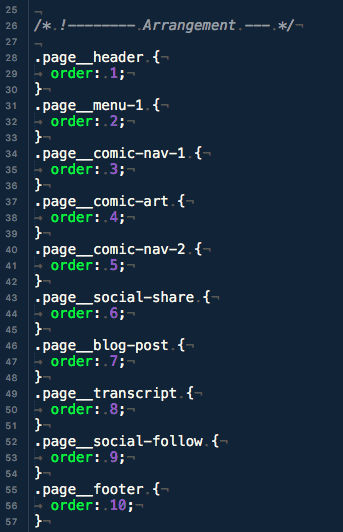 25
26 /* !-------- Arrangement --- */
27
28 .page__header {
29 order: 1;
30 }
31 .page__menu-1 {
32 order: 2;
33 }
34 .page__comic-nav-1 {
35 order: 3;
36 }
37 .page__comic-art {
38 order: 4;
39 }
40 .page__comic-nav-2 {
41 order: 5;
42 }
43 .page__social-share {
44 order: 6;
45 }
46 .page__blog-post {
47 order: 7;
48 }
49 .page__transcript {
50 order: 8;
51 }
52 .page__social-follow {
53 order: 9;
54 }
55 .page__footer {
56 order: 10;
57 }